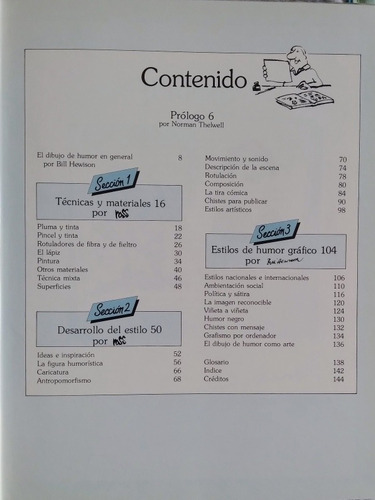 Contenido
Prólogo 6
por Norman Thelwell
El dibujo de humor en general 8
por Bill Hewison
Sección 1
Técnicas y materiales 16
por ROSS
Pluma y tinta 18
Pincel y tinta 22
Rotuladores de fibra y de fieltro 26
El lápiz 30
Pintura 34
Otros materiales 40
Técnica mixta 46
Superficies 48
Sección 2
Desarrollo del estilo 50
por ROSS
Ideas e inspiración 52
La figura humorística 56
Caricatura 66
Antropomorfismo 68
Movimiento y sonido 70
Descripción de la escena 74
Rotulación 78
Composición 80
La tira cómica 84
Chistes para publicar 90
Estilos artísticos 98
Sección 3
Estilos de humor gráfico 104
por
Estilos nacionales e internacionales 106
Ambientación social 110
Política y sátira 116
La imagen reconocible 120
Viñeta a viñeta 124
Humor negro 130
Chistes con mensaje 132
Grafismo por ordenador 134
El dibujo de humor como arte 136
Glosario 138
Indice 142
Créditos 144